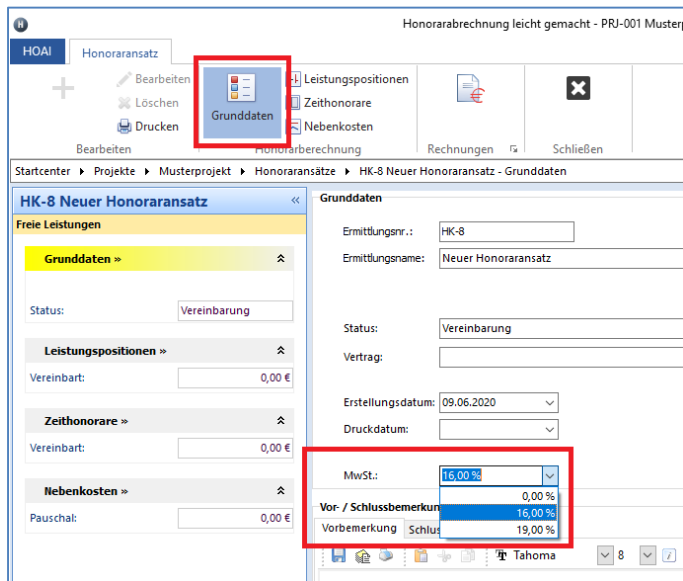 Honorarabrechnung leicht gemacht - PRJ-001 Musterp
HOAI Honoraransatz
Bearbeiten
Löschen
Drucken
Grunddaten
Leistungspositionen
Zeithonorare
Nebenkosten
Bearbeiten Honorarberechnung Rechnungen Schließen
Startcenter Projekte Musterprojekt Honoraransätze HK-8 Neuer Honoraransatz - Grunddaten
HK-8 Neuer Honoraransatz «
Freie Leistungen
Grunddaten »
Status: Vereinbarung
Leistungspositionen »
Vereinbart: 0,00 €
Zeithonorare »
Vereinbart: 0,00 €
Nebenkosten »
Pauschal: 0,00 €
Grunddaten
Ermittlungsnr.: HK-8
Ermittlungsname: Neuer Honoraransatz
Status: Vereinbarung
Vertrag:
Erstellungsdatum: 09.06.2020
Druckdatum:
MwSt.: 16,00 %
0,00 %
16,00 %
19,00 %
Vor- / Schlussbemerkun
Vorbemerkung Schlus
Tahoma 8